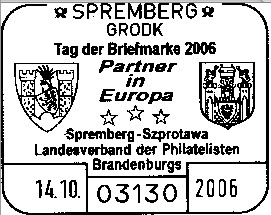 SPREMBERG
GRODK
Tag der Briefmarke 2006
Partner
in
Europa
Spremberg-Szprotawa
Landesverband der Philatelisten
Brandenburgs
14.10. 03130 2006